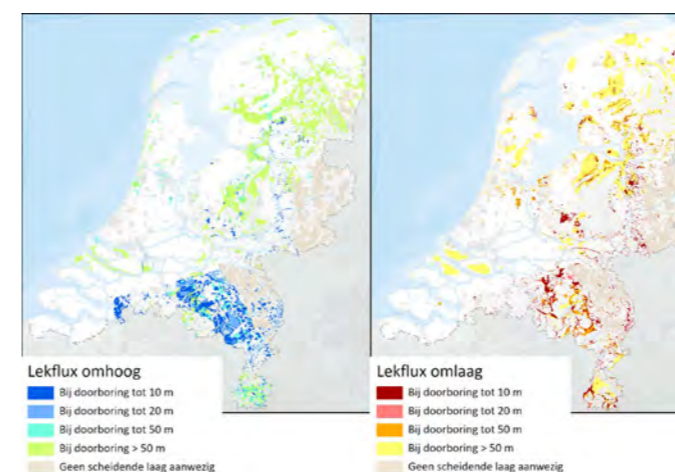 Lekflux omhoog
Bij doorboring tot 10 m
Bij doorboring tot 20 m
Bij doorboring tot 50 m
Bij doorboring > 50 m
Geen scheidende laag aanwezig
Lekflux omlaag
Bij doorboring tot 10 m
Bij doorboring tot 20 m
Bij doorboring tot 50 m
Bij doorboring > 50 m
Geen scheidende laag aanwezig